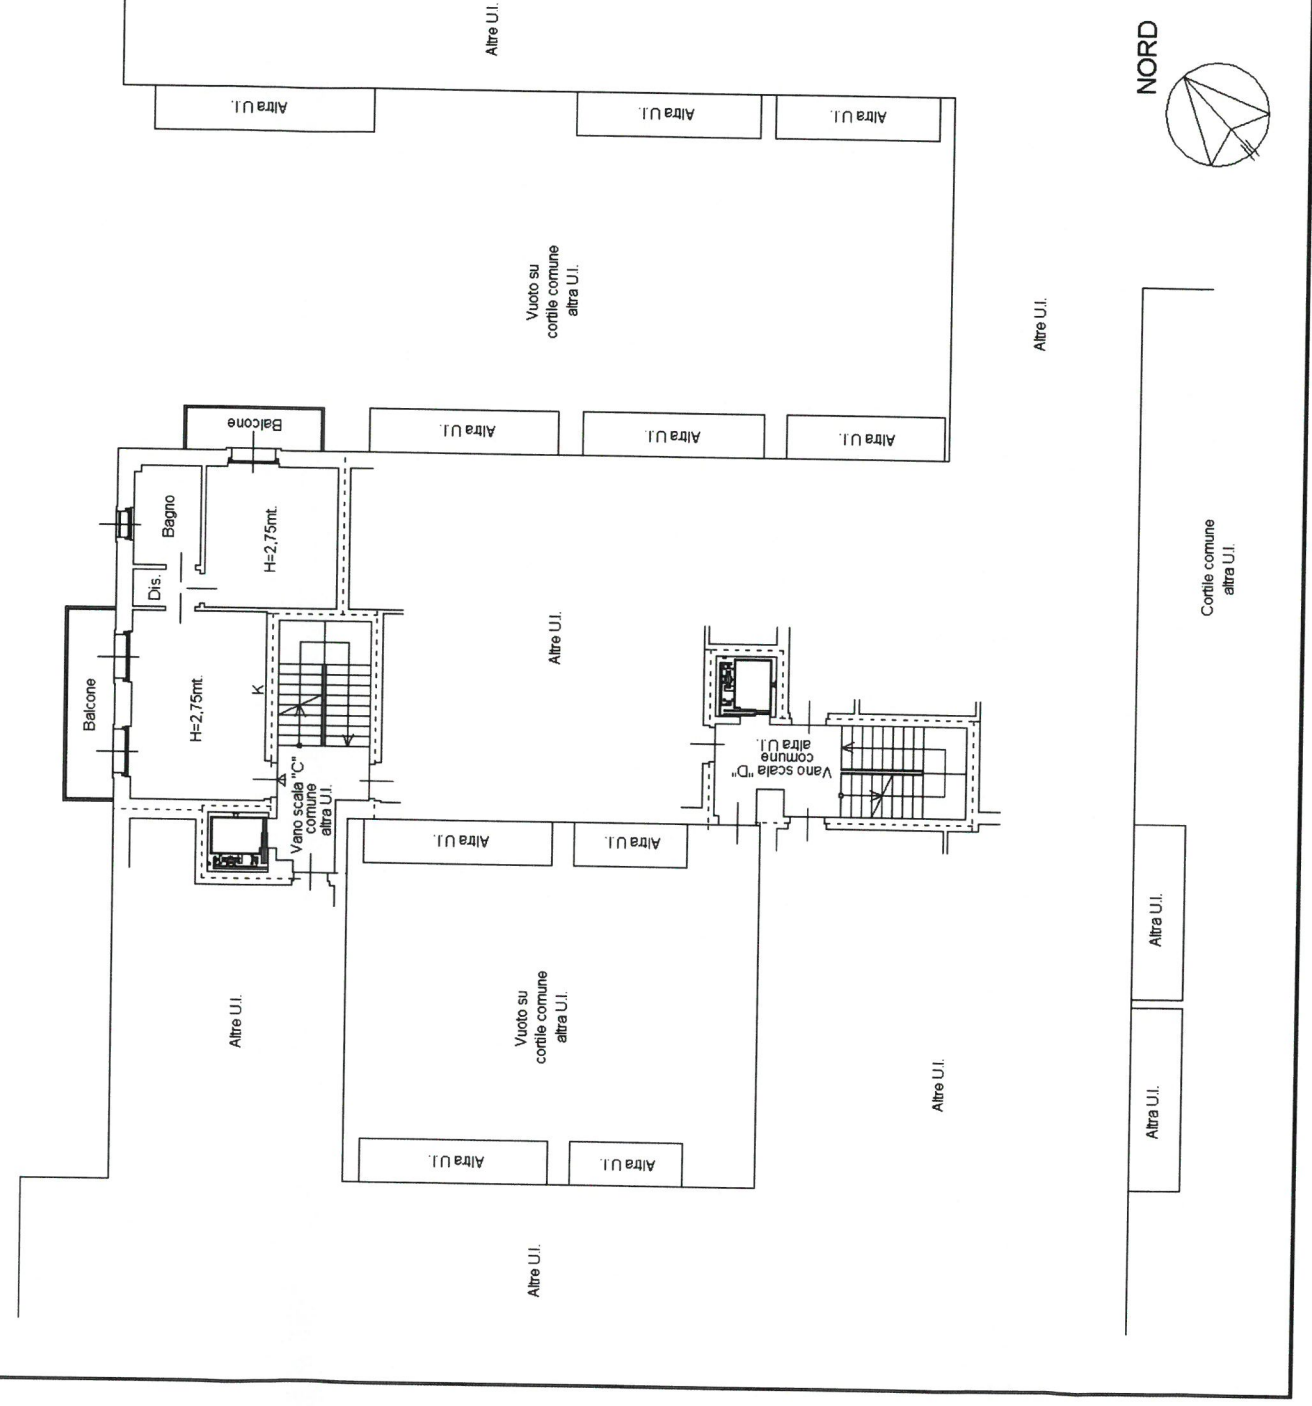 Altre U.I.
NORD
Altra U.I.
Altra U.I.
Altra U.I.
Vuoto su
cortile comune
altra U.I.
Altre U.I.
Balcone
Altra U.I.
Altra U.I.
Altra U.I.
Bagno
H=2,75mt.
Dis.
Cortile comune
altra U.I.
Balcone
H=2,75mt.
K
Altre U.I.
Vano scala "C"
comune
altra U.I.
Vano scala "D"
comune
altra U.I.
Altra U.I.
Altra U.I.
Altra U.I.
Altre U.I.
Vuoto su
cortile comune
altra U.I.
Altre U.I.
Altra U.I.
Altra U.I.
Altra U.I.
Altre U.I.